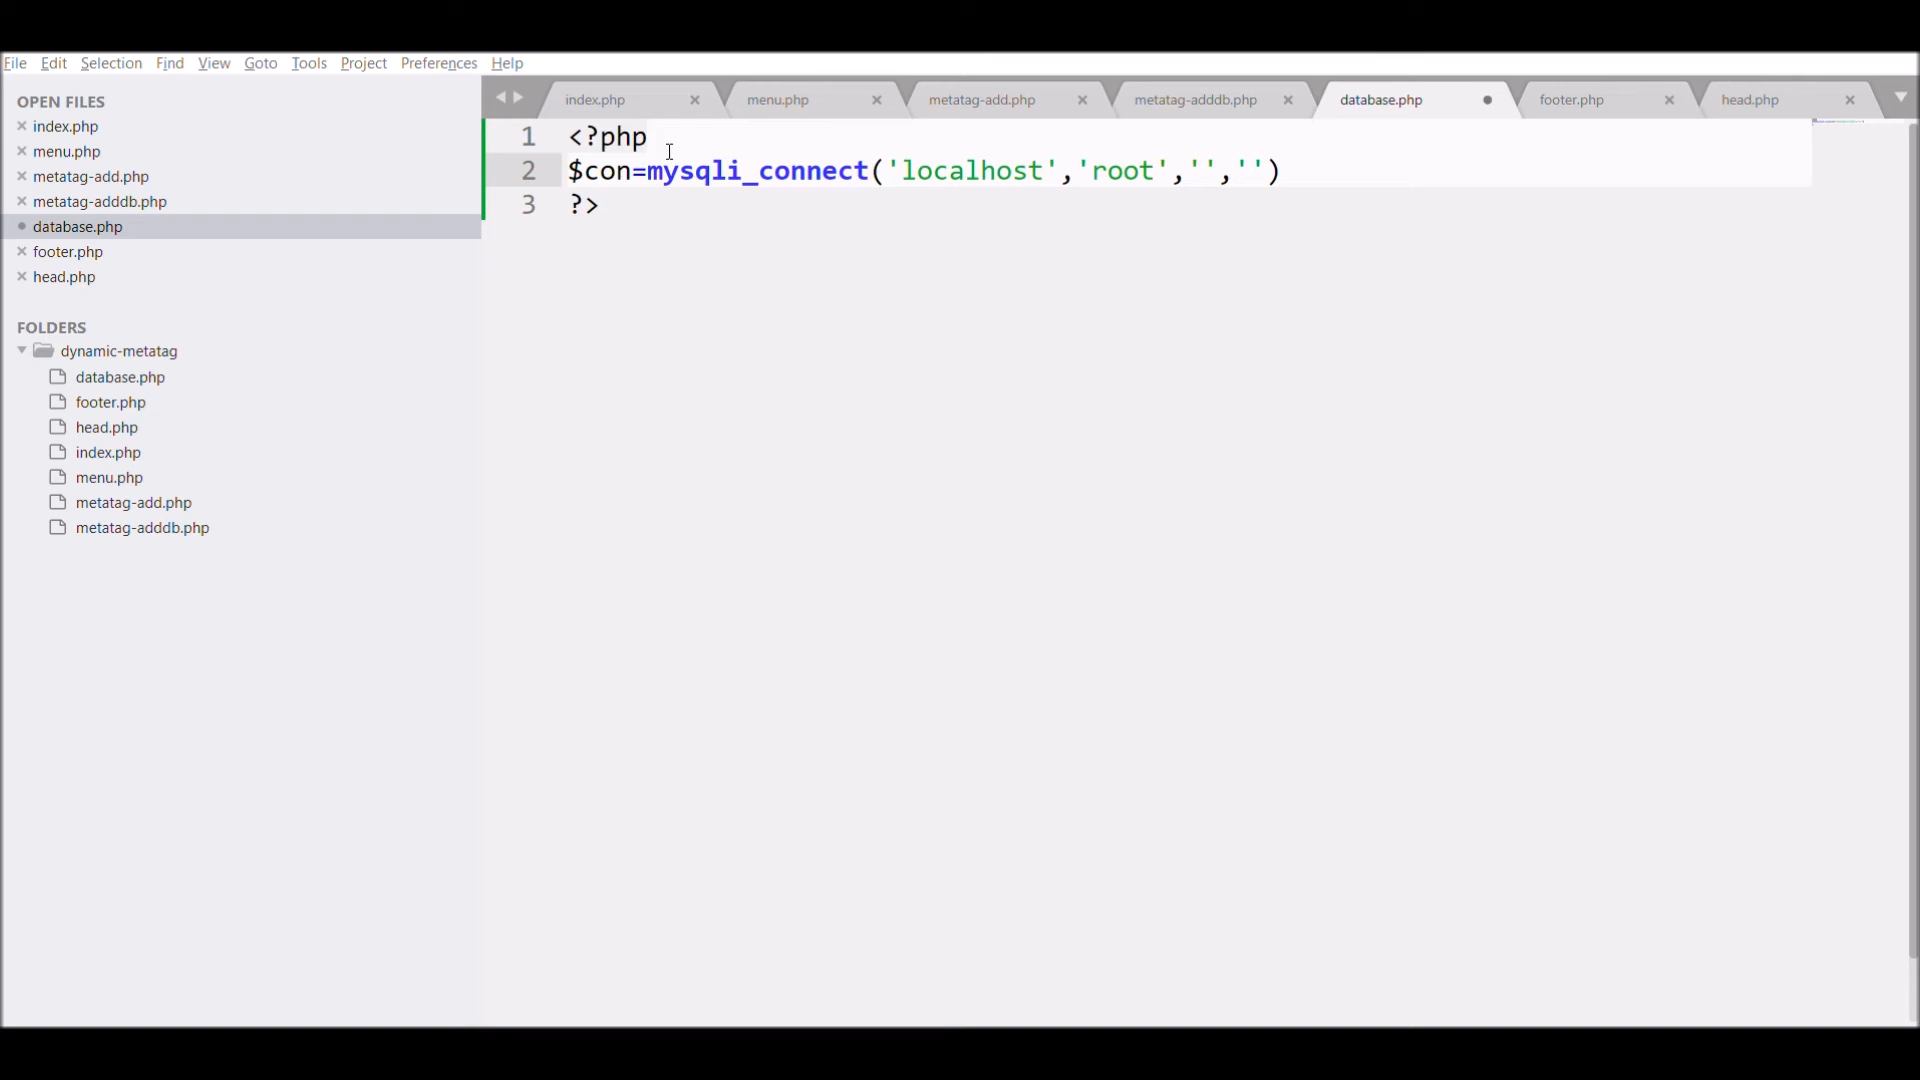 File Edit Selection Find View Goto Tools Project Preferences Help
OPEN FILES
index.php
menu.php
metatag-add.php
metatag-adddb.php
database.php
footer.php
head.php
FOLDERS
dynamic-metatag
database.php
footer.php
head.php
index.php
menu.php
metatag-add.php
metatag-adddb.php
index.php menu.php metatag-add.php metatag-adddb.php database.php footer.php head.php
1 <?php
2 $con=mysqli_connect('localhost','root','','')
3 ?>